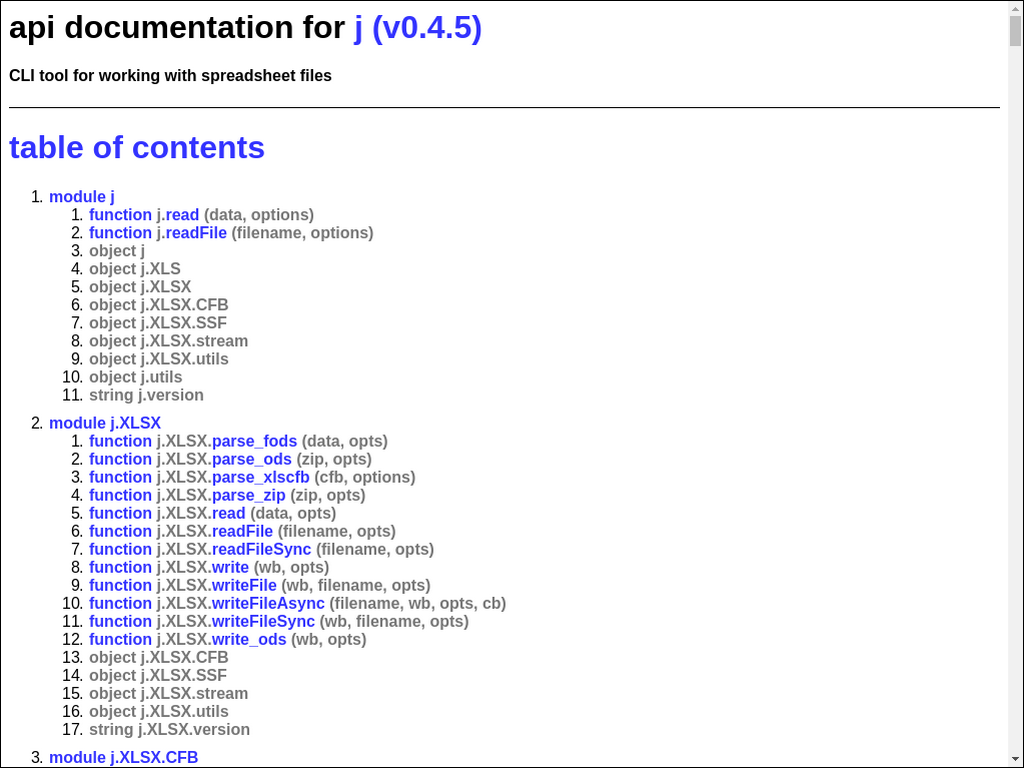 api documentation for j (v0.4.5)
CLI tool for working with spreadsheet files
table of contents
1. module j
1. function j.read (data, options)
2. function j.readFile (filename, options)
3. object j
4. object j.XLS
5. object j.XLSX
6. object j.XLSX.CFB
7. object j.XLSX.SSF
8. object j.XLSX.stream
9. object j.XLSX.utils
10. object j.utils
11. string j.version
2. module j.XLSX
1. function j.XLSX.parse_fods (data, opts)
2. function j.XLSX.parse_ods (zip, opts)
3. function j.XLSX.parse_xlscfb (cfb, options)
4. function j.XLSX.parse_zip (zip, opts)
5. function j.XLSX.read (data, opts)
6. function j.XLSX.readFile (filename, opts)
7. function j.XLSX.readFileSync (filename, opts)
8. function j.XLSX.write (wb, opts)
9. function j.XLSX.writeFile (wb, filename, opts)
10. function j.XLSX.writeFileAsync (filename, wb, opts, cb)
11. function j.XLSX.writeFileSync (wb, filename, opts)
12. function j.XLSX.write_ods (wb, opts)
13. object j.XLSX.CFB
14. object j.XLSX.SSF
15. object j.XLSX.stream
16. object j.XLSX.utils
17. string j.XLSX.version
3. module j.XLSX.CFB